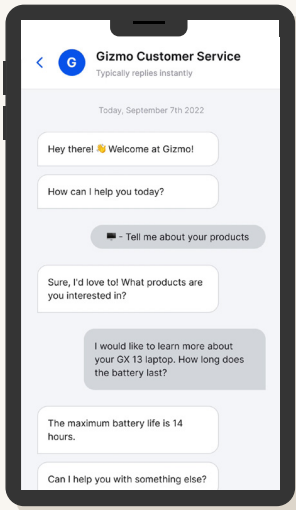 G
Gizmo Customer Service
Typically replies instantly
Today, September 7th 2022
Hey there! 👋 Welcome at Gizmo!
How can I help you today?
🖥 - Tell me about your products
Sure, I'd love to! What products are
you interested in?
I would like to learn more about
your GX 13 laptop. How long does
the battery last?
The maximum battery life is 14
hours.
Can I help you with something else?